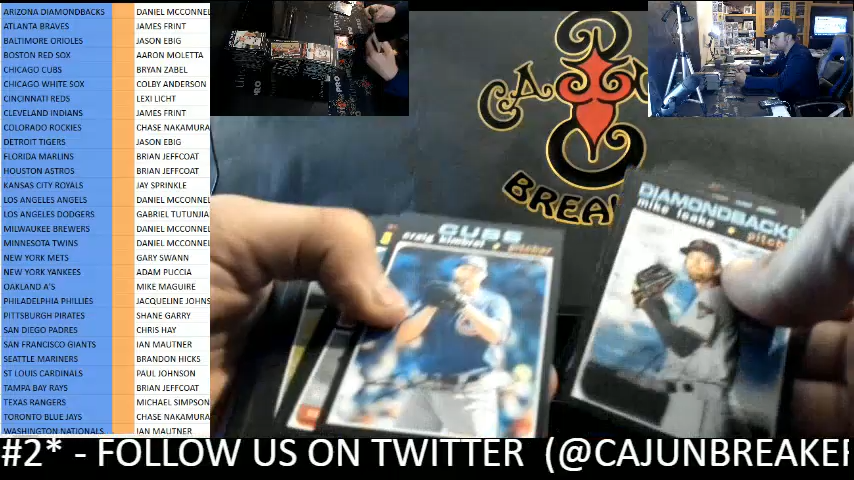 ARIZONA DIAMONDBACKS DANIEL MCCONNEL
ATLANTA BRAVES JAMES FRINT
BALTIMORE ORIOLES JASON EBIG
BOSTON RED SOX AARON MOLETTA
CHICAGO CUBS BRYAN ZABEL
CHICAGO WHITE SOX COLBY ANDERSON
CINCINNATI REDS LEXI LICHT
CLEVELAND INDIANS JAMES FRINT
COLORADO ROCKIES CHASE NAKAMURA
DETROIT TIGERS JASON EBIG
FLORIDA MARLINS BRIAN JEFFCOAT
HOUSTON ASTROS BRIAN JEFFCOAT
KANSAS CITY ROYALS JAY SPRINKLE
LOS ANGELES ANGELS DANIEL MCCONNEL
LOS ANGELES DODGERS GABRIEL TUTUNJIA
MILWAUKEE BREWERS DANIEL MCCONNEL
MINNESOTA TWINS DANIEL MCCONNEL
NEW YORK METS GARY SWANN
NEW YORK YANKEES ADAM PUCCIA
OAKLAND A'S MIKE MAGUIRE
PHILADELPHIA PHILLIES JACQUELINE JOHNS
PITTSBURGH PIRATES SHANE GARRY
SAN DIEGO PADRES CHRIS HAY
SAN FRANCISCO GIANTS IAN MAUTNER
SEATTLE MARINERS BRANDON HICKS
ST LOUIS CARDINALS PAUL JOHNSON
TAMPA BAY RAYS BRIAN JEFFCOAT
TEXAS RANGERS MICHAEL SIMPSON
TORONTO BLUE JAYS CHASE NAKAMURA
WASHINGTON NATIONALS IAN MAUTNER
CAJU
BREA
CUBS
craig kimbrel • pitcher
DIAMONDBACKS
mike leake • pitch
#2* - FOLLOW US ON TWITTER (@CAJUNBREAKER